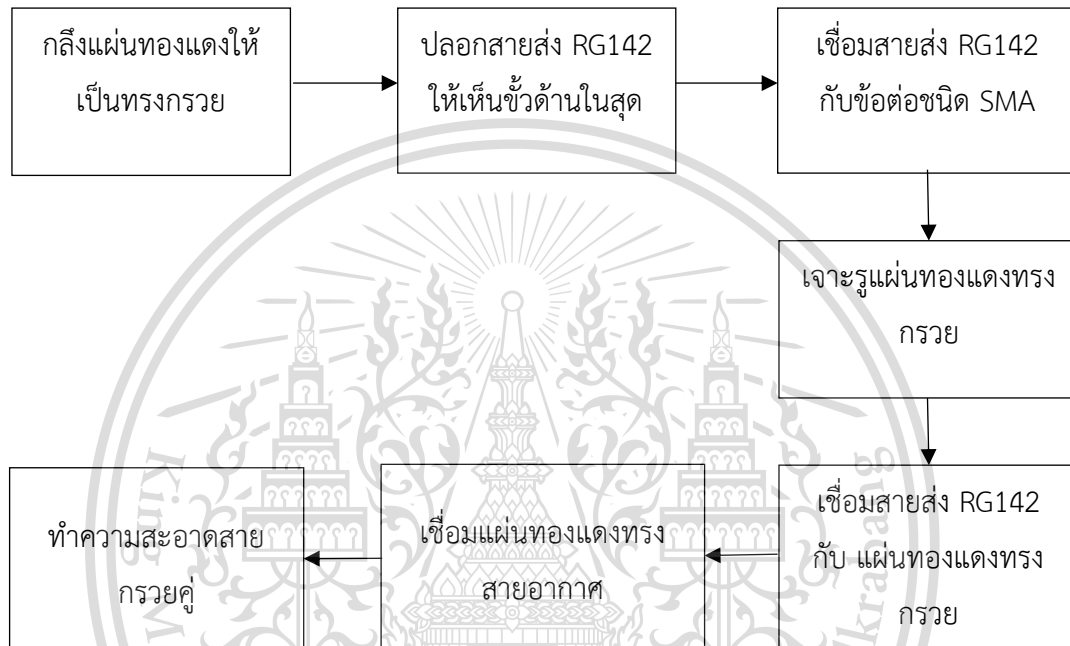 กลึงแผ่นทองแดงให้
เป็นทรงกรวย
ปลอกสายส่ง RG142
ให้เห็นขั้วด้านในสุด
เชื่อมสายส่ง RG142
กับข้อต่อชนิด SMA
เจาะรูแผ่นทองแดงทรง
กรวย
เชื่อมสายส่ง RG142
กับ แผ่นทองแดงทรง
กรวย
เชื่อมแผ่นทองแดงทรง
สายอากาศ
ทำความสะอาดสาย
กรวยคู่
King M
krabang